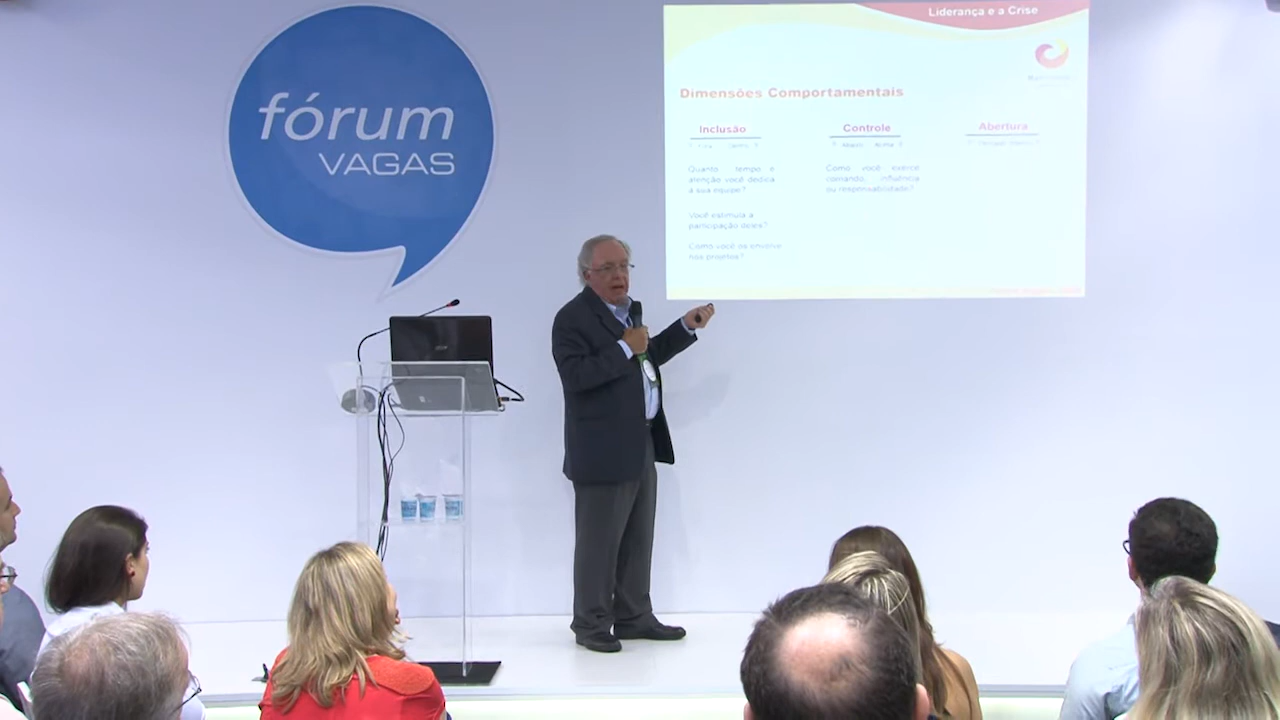 fórum
VAGAS
Liderança e a Crise
Dimensões Comportamentais
Inclusão
Controle
Abertura
Quanto tempo e
atenção você dedica
a sua equipe?
Você estimula a
participação deles?
Como você os envolve
nos projetos?
Como você exerce
comando, influência
ou responsabilidade?